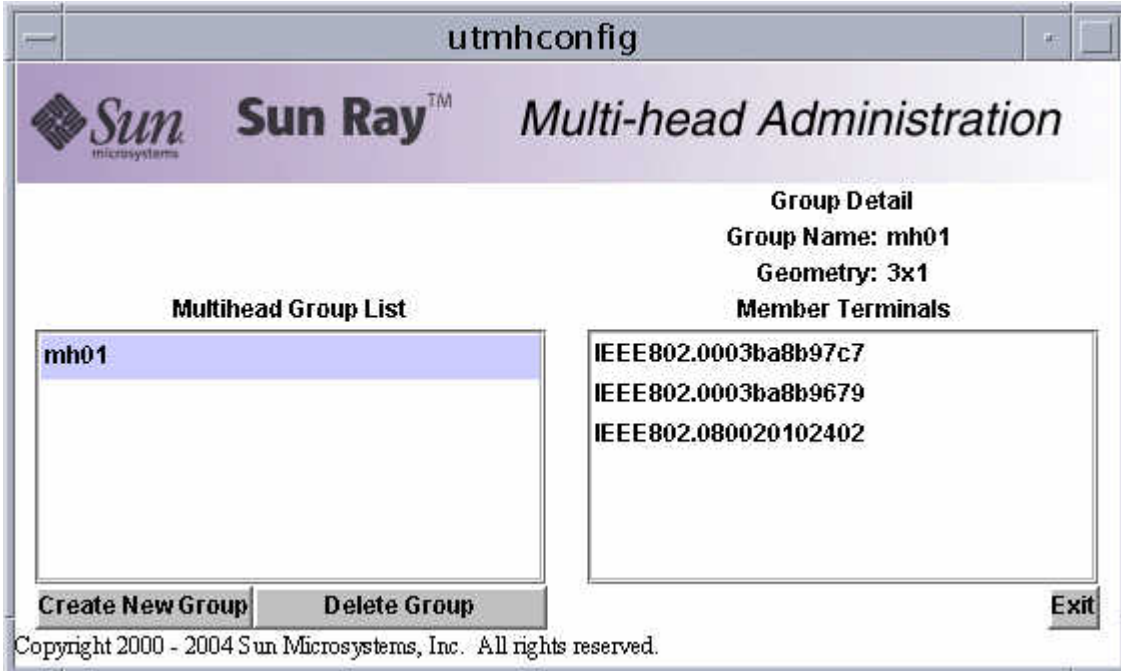 utmhconfig
Sun microsystems Sun Ray™ Multi-head Administration
Group Detail
Group Name: mh01
Geometry: 3x1
Multihead Group List
Member Terminals
mh01
IEEE802.0003ba8b97c7
IEEE802.0003ba8b9679
IEEE802.080020102402
Create New Group Delete Group Exit
Copyright 2000 - 2004 Sun Microsystems, Inc. All rights reserved.